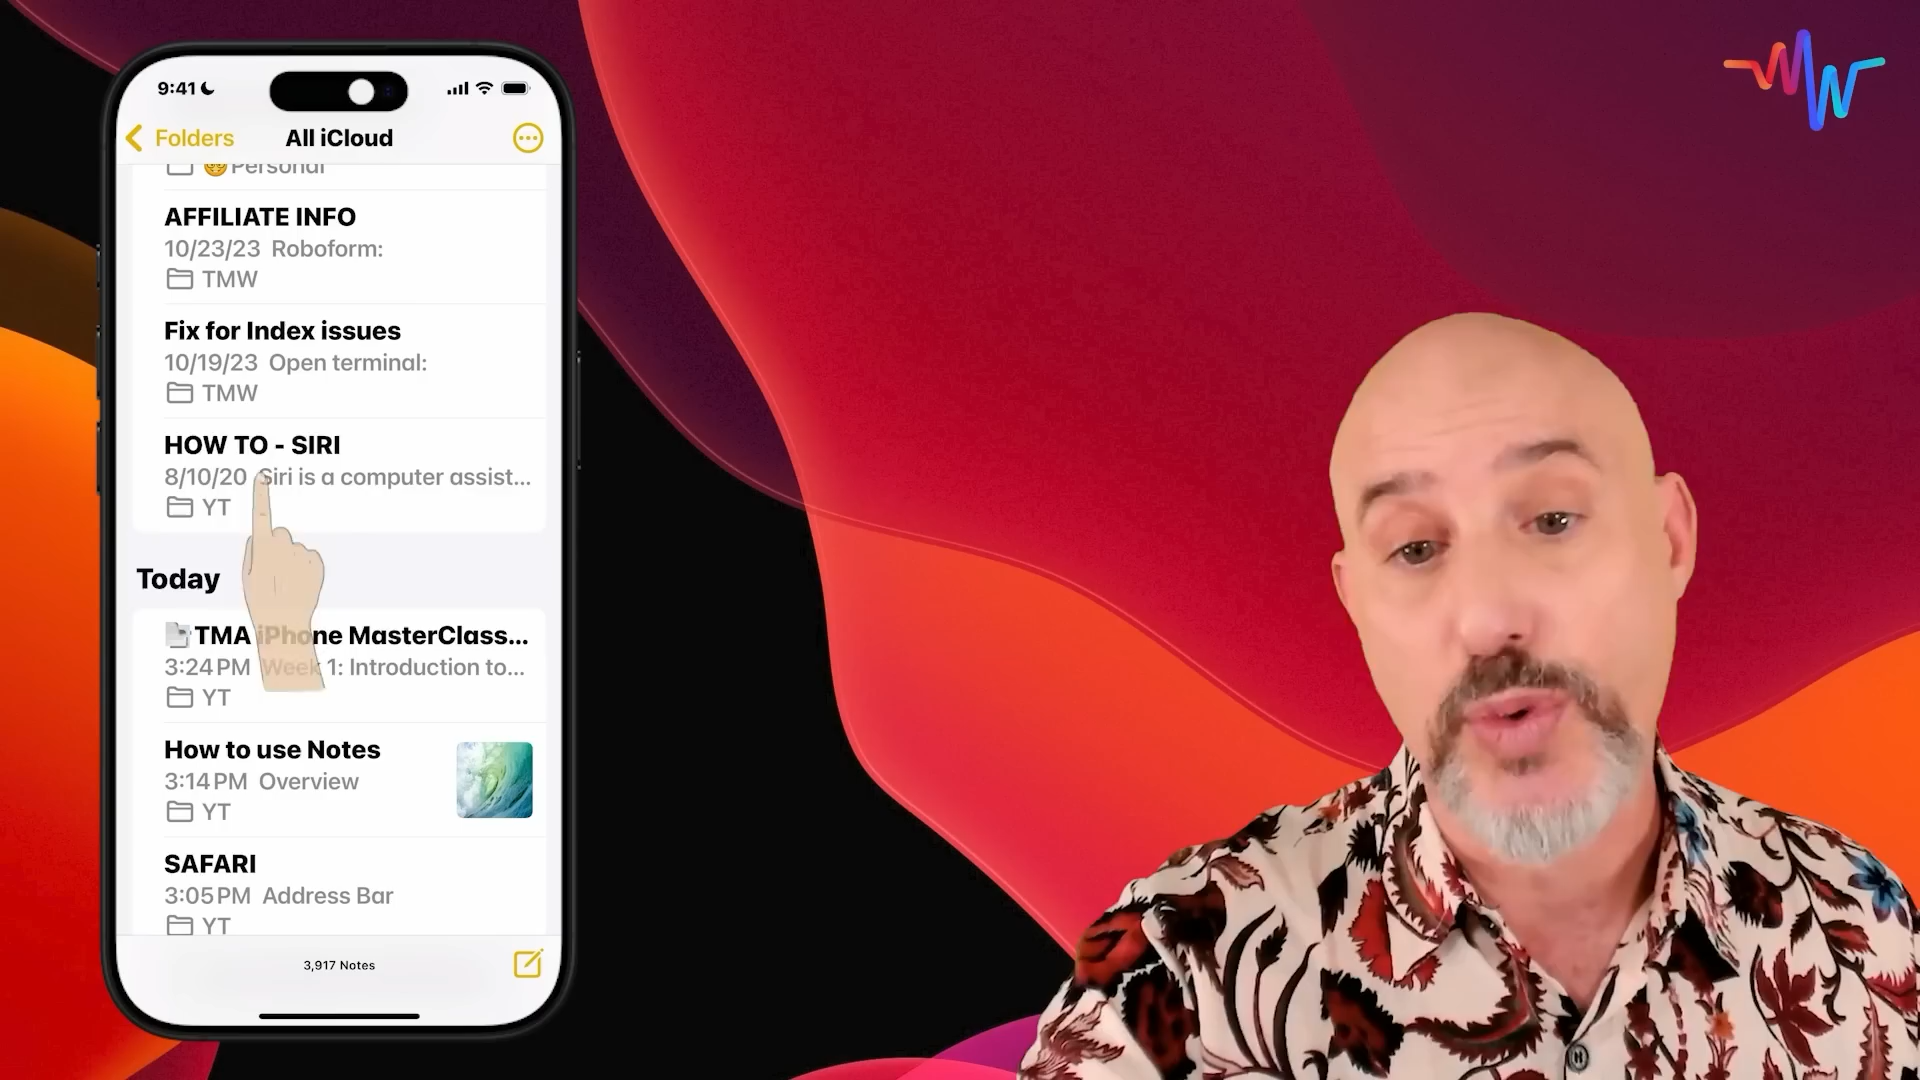 9:41
Folders
All iCloud
Personal
AFFILIATE INFO
10/23/23 Roboform:
TMW
Fix for Index issues
10/19/23 Open terminal:
TMW
HOW TO - SIRI
8/10/20 Siri is a computer assist...
YT
Today
TMA iPhone MasterClass...
3:24 PM Week 1: Introduction to...
YT
How to use Notes
3:14 PM Overview
YT
SAFARI
3:05 PM Address Bar
YT
3,917 Notes